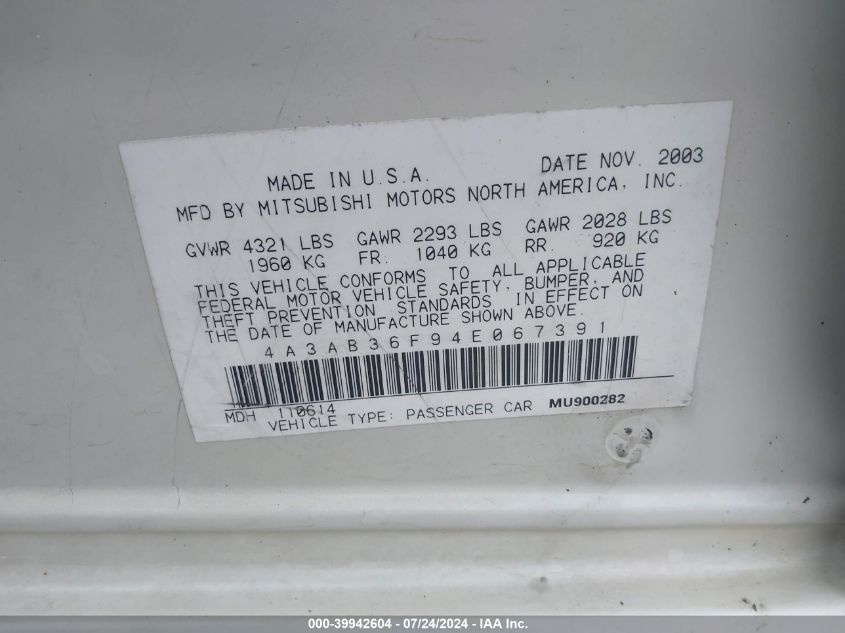 MADE IN U.S.A. DATE NOV. 2003
MFD BY MITSUBISHI MOTORS NORTH AMERICA, INC.
GVWR 4321 LBS GAWR 2293 LBS GAWR 2028 LBS
1960 KG FR. 1040 KG RR. 920 KG
THIS VEHICLE CONFORMS TO ALL APPLICABLE
FEDERAL MOTOR VEHICLE SAFETY, BUMPER, AND
THEFT PREVENTION STANDARDS IN EFFECT ON
THE DATE OF MANUFACTURE SHOWN ABOVE.
4A3AB36F94E067391
MDH 110614
VEHICLE TYPE: PASSENGER CAR MU900282
000-39942604 - 07/24/2024 - IAA Inc.